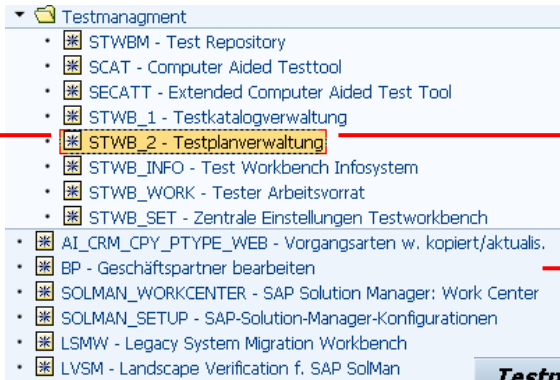 Testmanagment
STWBM - Test Repository
SCAT - Computer Aided Testtool
SECATT - Extended Computer Aided Test Tool
STWB_1 - Testkatalogverwaltung
STWB_2 - Testplanverwaltung
STWB_INFO - Test Workbench Infosystem
STWB_WORK - Tester Arbeitsvorrat
STWB_SET - Zentrale Einstellungen Testworkbench
AI_CRM_CPY_PTYPE_WEB - Vorgangsarten w. kopiert/aktualis.
BP - Geschäftspartner bearbeiten
SOLMAN_WORKCENTER - SAP Solution Manager: Work Center
SOLMAN_SETUP - SAP-Solution-Manager-Konfigurationen
LSMW - Legacy System Migration Workbench
LVSM - Landscape Verification f. SAP SolMan